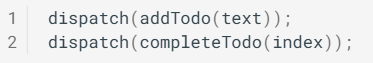 1 dispatch(addTodo(text));
2 dispatch(completeTodo(index));